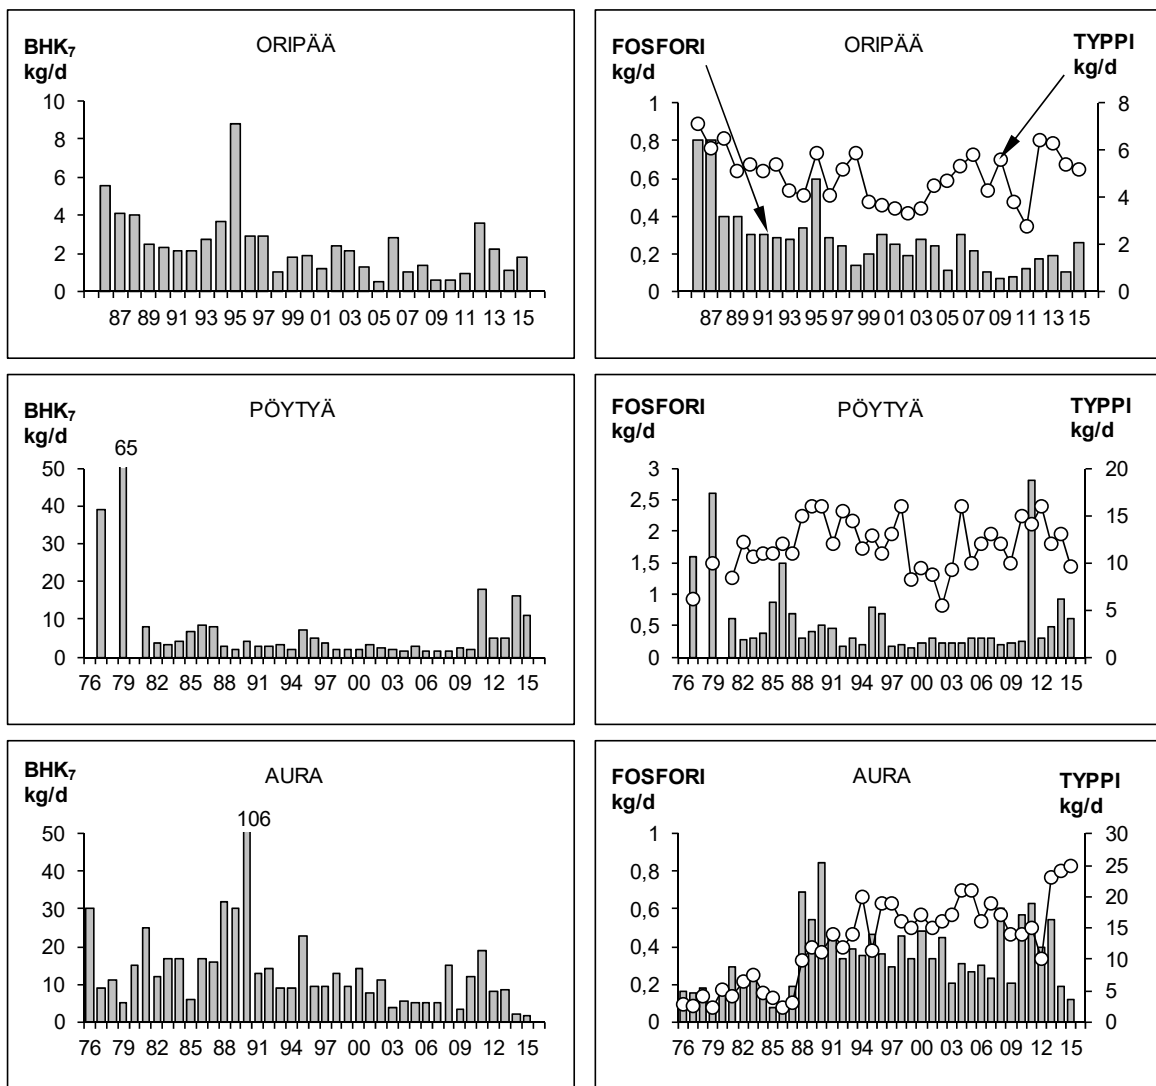 BHK₇
kg/d
ORIPÄÄ
10
8
6
4
2
0
87 89 91 93 95 97 99 01 03 05 07 09 11 13 15
FOSFORI
kg/d
ORIPÄÄ
TYPPI
kg/d
1
0,8
0,6
0,4
0,2
0
8
6
4
2
0
87 89 91 93 95 97 99 01 03 05 07 09 11 13 15
BHK₇
kg/d
PÖYTYÄ
65
50
40
30
20
10
0
76 79 82 85 88 91 94 97 00 03 06 09 12 15
FOSFORI
kg/d
PÖYTYÄ
TYPPI
kg/d
3
2,5
2
1,5
1
0,5
0
20
15
10
5
0
76 79 82 85 88 91 94 97 00 03 06 09 12 15
BHK₇
kg/d
AURA
106
50
40
30
20
10
0
76 79 82 85 88 91 94 97 00 03 06 09 12 15
FOSFORI
kg/d
AURA
TYPPI
kg/d
1
0,8
0,6
0,4
0,2
0
30
25
20
15
10
5
0
76 79 82 85 88 91 94 97 00 03 06 09 12 15